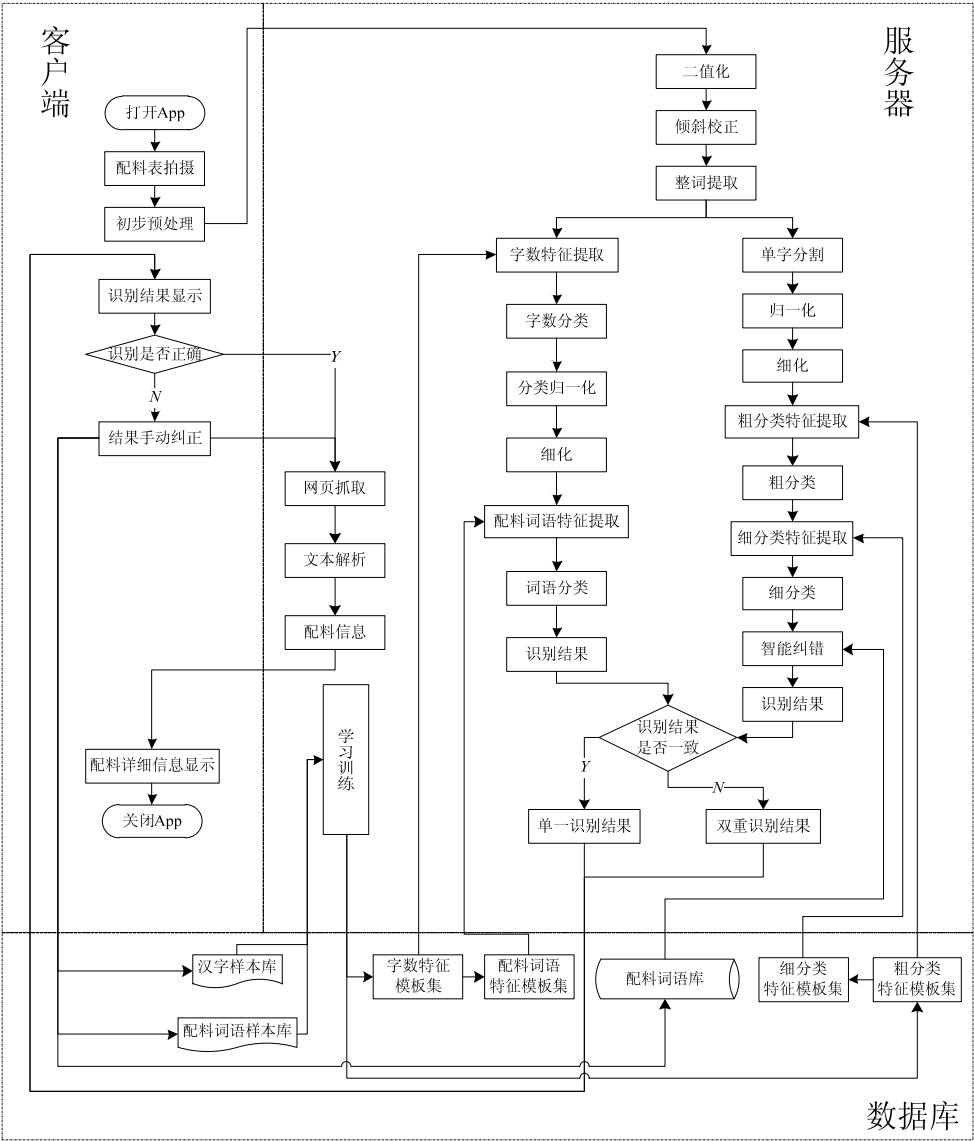 客户端
打开App
配料表拍摄
初步预处理
识别结果显示
识别是否正确
Y
N
结果手动纠正
网页抓取
文本解析
配料信息
配料详细信息显示
关闭App
服务器
二值化
倾斜校正
整词提取
字数特征提取
字数分类
分类归一化
细化
配料词语特征提取
词语分类
识别结果
单字分割
归一化
细化
粗分类特征提取
粗分类
细分类特征提取
细分类
智能纠错
识别结果
识别结果
是否一致
Y
N
单一识别结果
双重识别结果
学习训练
汉字样本库
配料词语样本库
字数特征
模板集
配料词语
特征模板集
配料词语库
细分类
特征模板集
粗分类
特征模板集
数据库